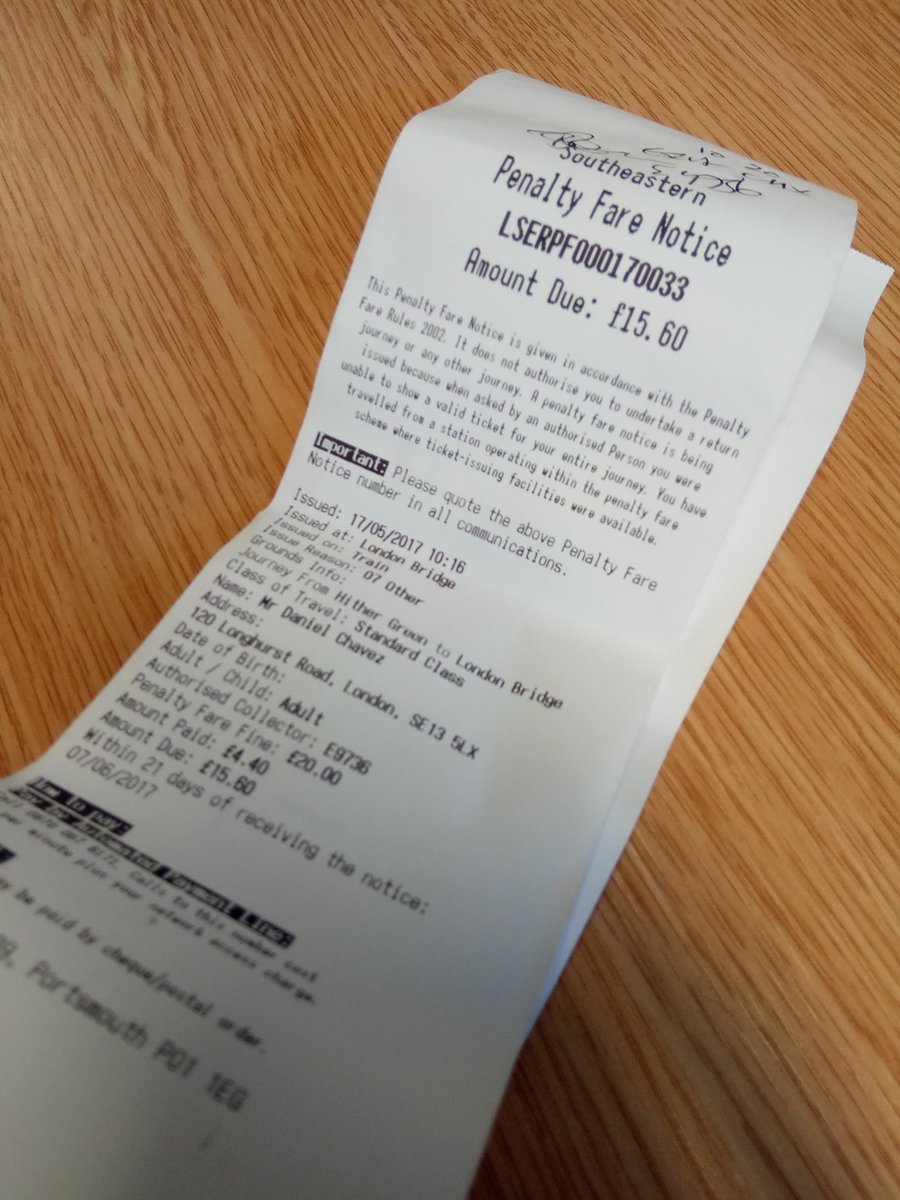 Southeastern
Penalty Fare Notice
LSERPF000170033
Amount Due: £15.60
This Penalty Fare Notice is given in accordance with the Penalty
Fare Rules 2002. It does not authorise you to undertake a return
journey or any other journey. A penalty fare notice is being
issued because when asked by an authorised Person you were
unable to show a valid ticket for your entire journey. You have
travelled from a station operating within the penalty fare
scheme where ticket-issuing facilities were available.
Important: Please quote the above Penalty Fare
Notice number in all communications.
Issued: 17/05/2017 10:16
Issued at: London Bridge
Issued on: Train
Issue Reason: 07 Other
Grounds Info:
Journey From Hither Green to London Bridge
Class of Travel: Standard Class
Name: Mr Daniel Chavez
Address:
120 Longhurst Road, London, SE13 5LX
Date of Birth:
Adult / Child: Adult
Authorised Collector: E9736
Penalty Fare Fine: £20.00
Amount Paid: £4.40
Amount Due: £15.60
Within 21 days of receiving the notice:
07/06/2017
How to pay:
Pay by Automated Payment Line:
Calls to this number cost
per minute plus your network access charge.
be paid by cheque/postal order.
Portsmouth PO1 1EG